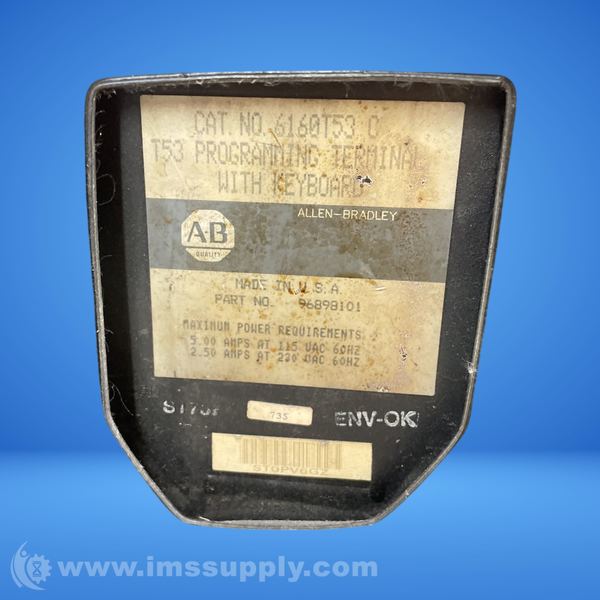 CAT. NO. 6160T53 C
T53 PROGRAMMING TERMINAL
WITH KEYBOARD
ALLEN-BRADLEY
AB
QUALITY
MADE IN U.S.A.
PART NO. 96898101
MAXIMUM POWER REQUIREMENTS
5.00 AMPS AT 115 VAC 60HZ
2.50 AMPS AT 230 VAC 60HZ
735 ENV-OK
ST0PV6GZ
www.imssupply.com